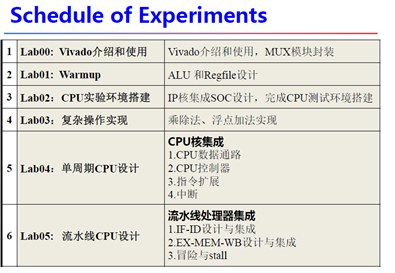 Schedule of Experiments
1 Lab00: Vivado介绍和使用 Vivado介绍和使用，MUX模块封装
2 Lab01: Warmup ALU 和Regfile设计
3 Lab02：CPU实验环境搭建 IP核集成SOC设计，完成CPU测试环境搭建
4 Lab03：复杂操作实现 乘除法、浮点加法实现
5 Lab04：单周期CPU设计 CPU核集成
1.CPU数据通路
2.CPU控制器
3.指令扩展
4.中断
6 Lab05: 流水线CPU设计 流水线处理器集成
1.IF-ID设计与集成
2.EX-MEM-WB设计与集成
3.冒险与stall